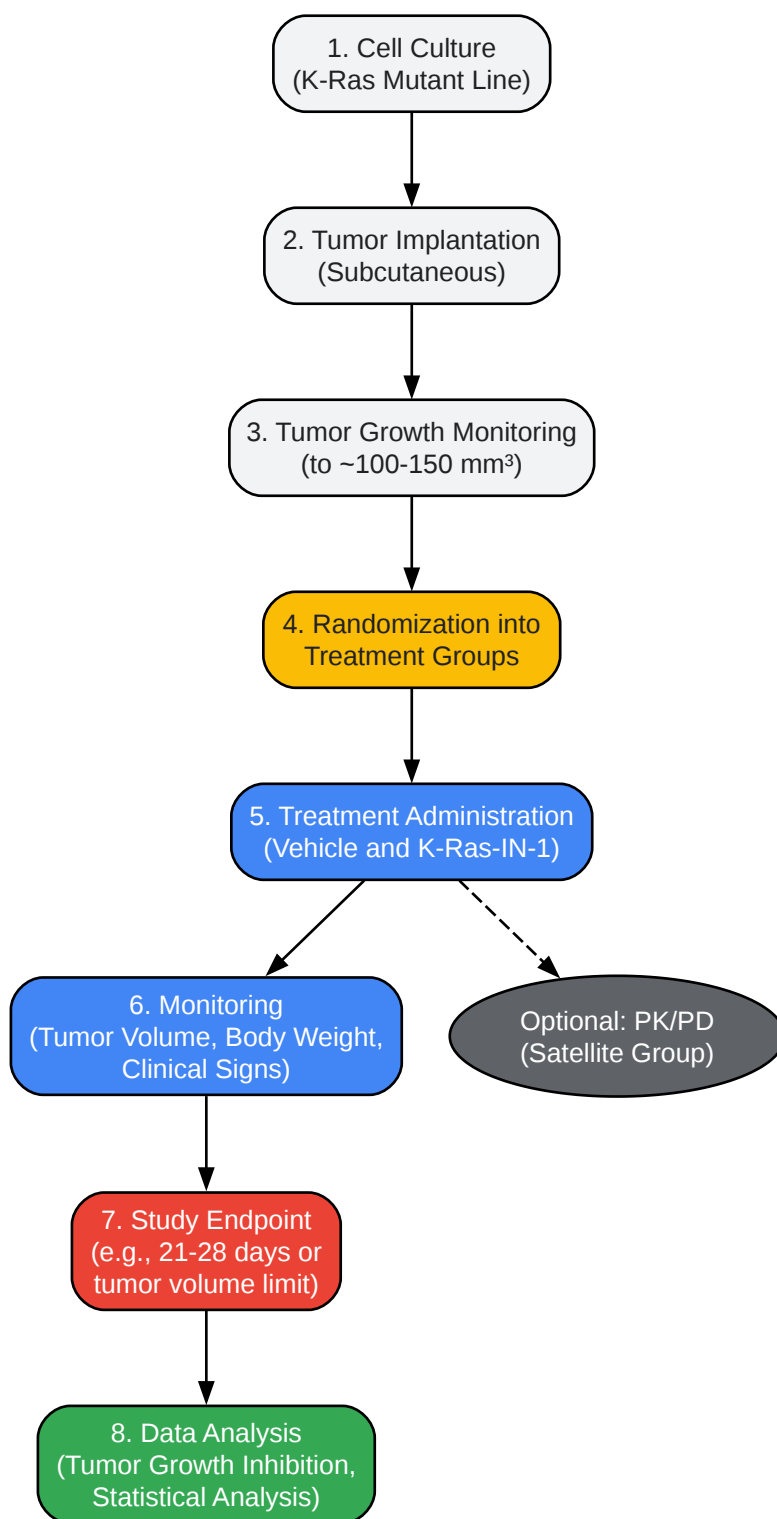 1. Cell Culture
(K-Ras Mutant Line)
2. Tumor Implantation
(Subcutaneous)
3. Tumor Growth Monitoring
(to ~100-150 mm³)
4. Randomization into
Treatment Groups
5. Treatment Administration
(Vehicle and K-Ras-IN-1)
6. Monitoring
(Tumor Volume, Body Weight,
Clinical Signs)
Optional: PK/PD
(Satellite Group)
7. Study Endpoint
(e.g., 21-28 days or
tumor volume limit)
8. Data Analysis
(Tumor Growth Inhibition,
Statistical Analysis)